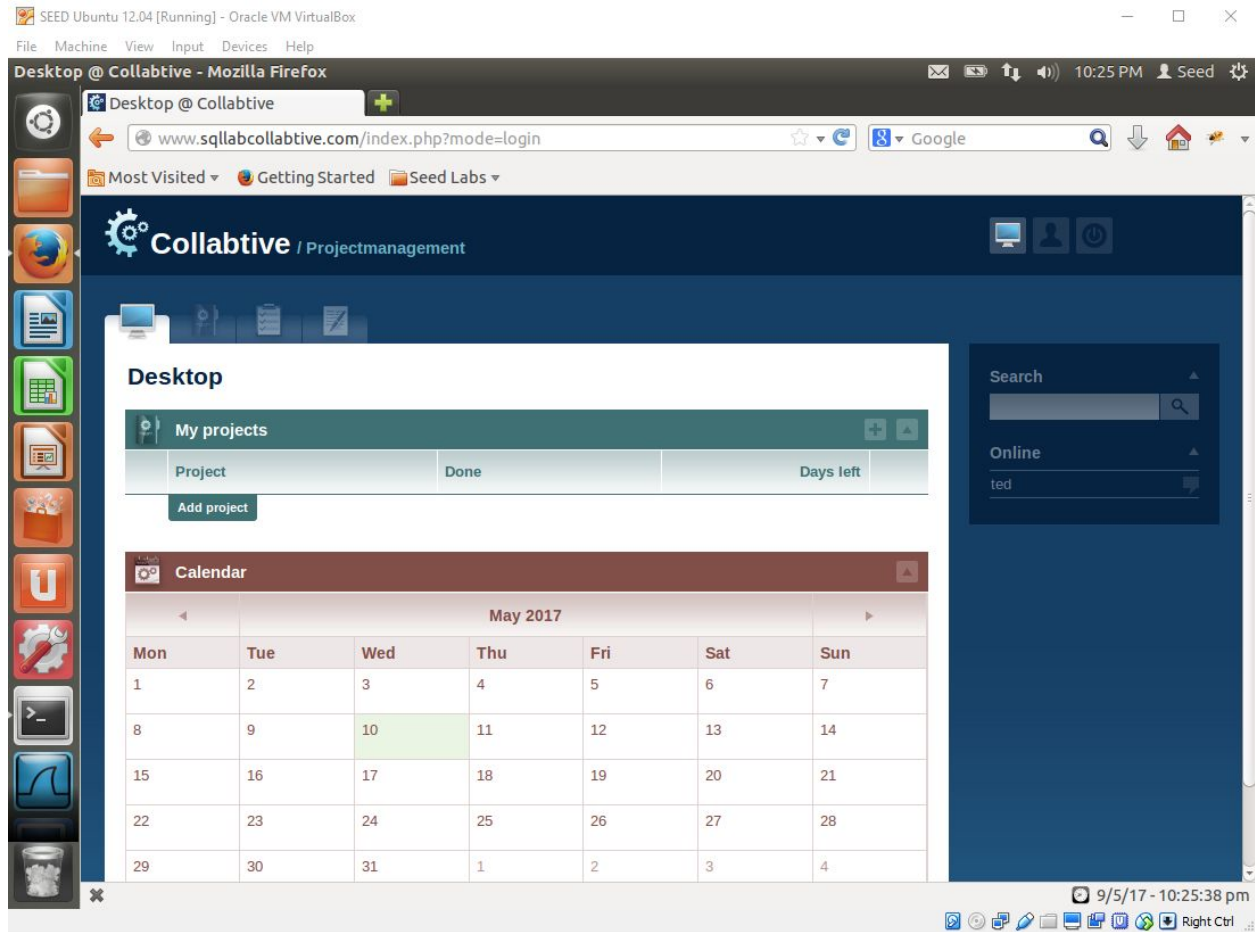 SEED Ubuntu 12.04 [Running] - Oracle VM VirtualBox
File Machine View Input Devices Help
Desktop @ Collabtive - Mozilla Firefox 10:25 PM Seed
Desktop @ Collabtive
www.sqllabcollabtive.com/index.php?mode=login Google
Most Visited Getting Started Seed Labs
Collabtive / Projectmanagement
Desktop
Search
My projects
Online
Project Done Days left
ted
Add project
Calendar
May 2017
Mon Tue Wed Thu Fri Sat Sun
1 2 3 4 5 6 7
8 9 10 11 12 13 14
15 16 17 18 19 20 21
22 23 24 25 26 27 28
29 30 31 1 2 3 4
9/5/17 - 10:25:38 pm
Right Ctrl